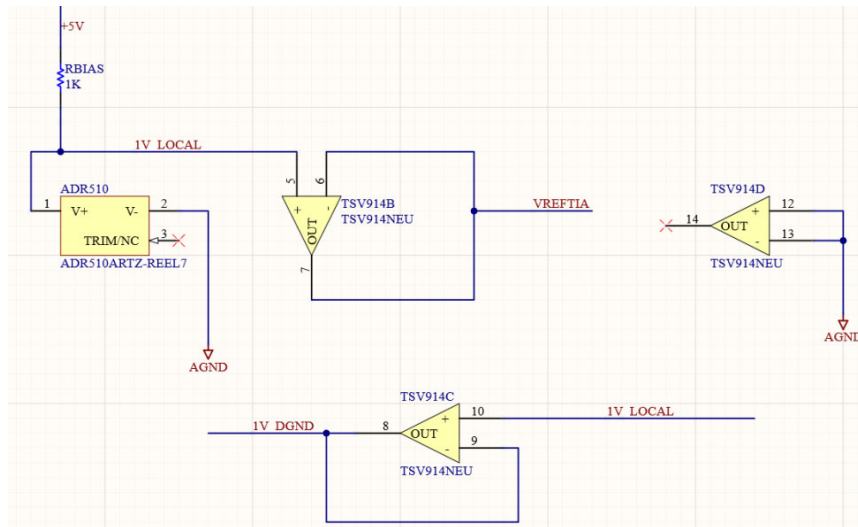 +5V
RBIAS
1K
1V_LOCAL
ADR510
1
V+
V-
2
TRIM/NC
3
ADR510ARTZ-REEL7
AGND
5
6
+
-
OUT
7
TSV914B
TSV914NEU
VREFTIA
TSV914D
14
OUT
+
-
12
13
TSV914NEU
AGND
TSV914C
1V_DGND
8
OUT
+
-
10
9
1V_LOCAL
TSV914NEU